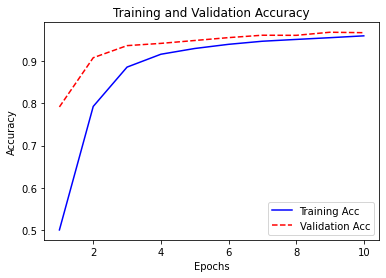 Training and Validation Accuracy
Accuracy
0.9
0.8
0.7
0.6
0.5
Training Acc
Validation Acc
2
4
6
8
10
Epochs